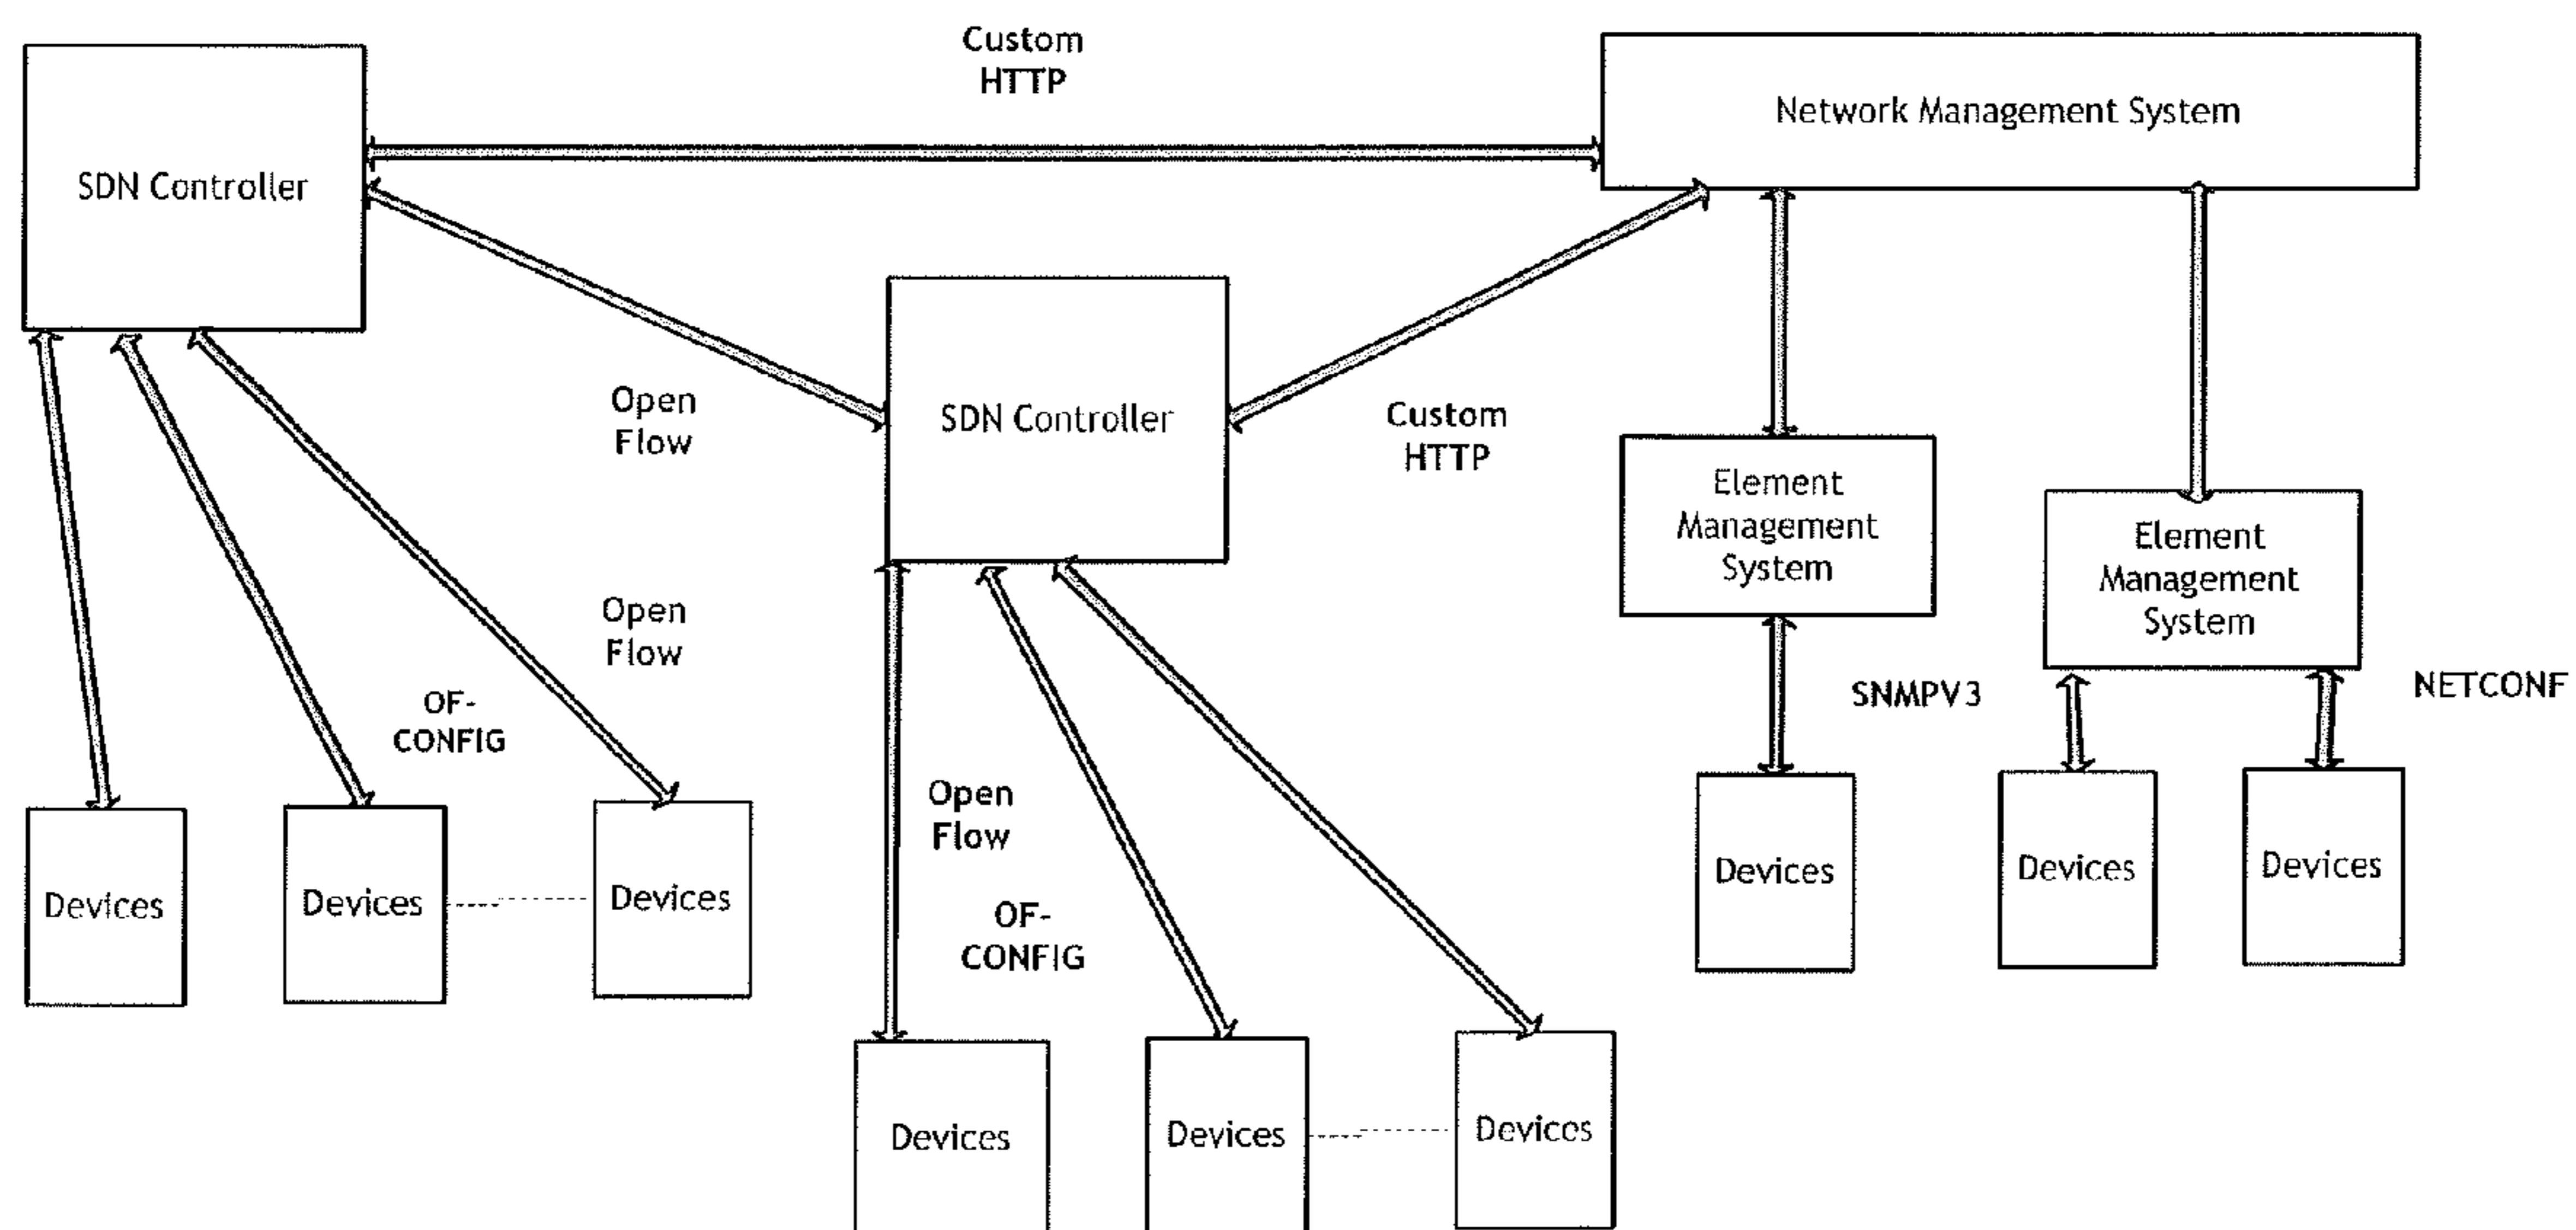 Custom
HTTP
Network Management System
SDN Controller
Open
Flow
SDN Controller
Custom
HTTP
Element
Management
System
Element
Management
System
Open
Flow
OF-
CONFIG
SNMPV3
NETCONF
Open
Flow
OF-
CONFIG
Devices
Devices
Devices
Devices
Devices
Devices
Devices
Devices
Devices